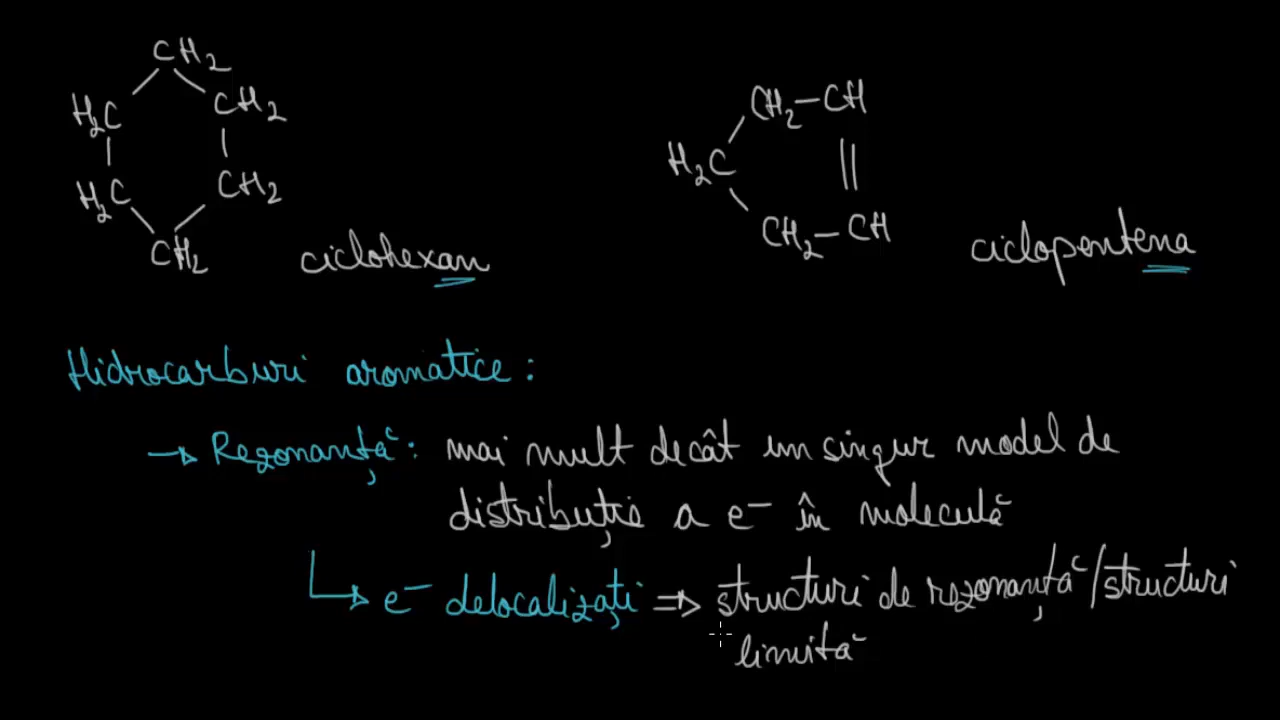 CH2
H2C CH2
H2C CH2
CH2
ciclohexan
CH2-CH
H2C
CH2-CH
ciclopentena
Hidrocarburi aromatice:
→ Rezonanță: mai mult decât un singur model de
distribuție a e⁻ în moleculă
↳ e⁻ delocalizați ⇒ structuri de rezonanță/structuri
limită